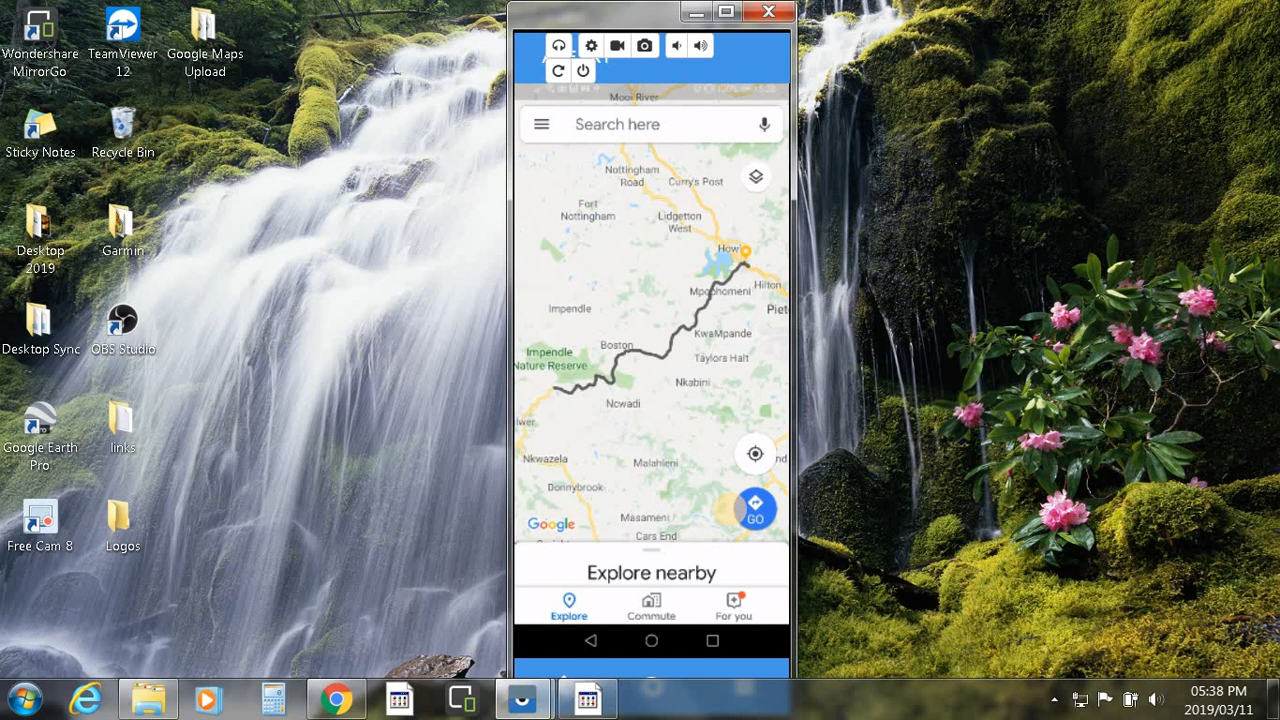 Wondershare
MirrorGo
TeamViewer
12
Google Maps
Upload
Sticky Notes
Recycle Bin
Desktop
2019
Garmin
Desktop Sync
OBS Studio
Google Earth
Pro
links
Free Cam 8
Logos
Mooi River
Search here
Nottingham
Road
Curry's Post
Fort
Nottingham
Lidgetton
West
Howi
Mpophomeni
Hilton
Impendle
Piet
KwaMpande
Boston
Impendle
Nature Reserve
Taylors Halt
Nkabini
Ncwadi
lwer
Nkwazela
Malahleni
nd
Donnybrook
GO
Masameni
Google
Cars End
Explore nearby
Explore
Commute
For you
05:38 PM
2019/03/11